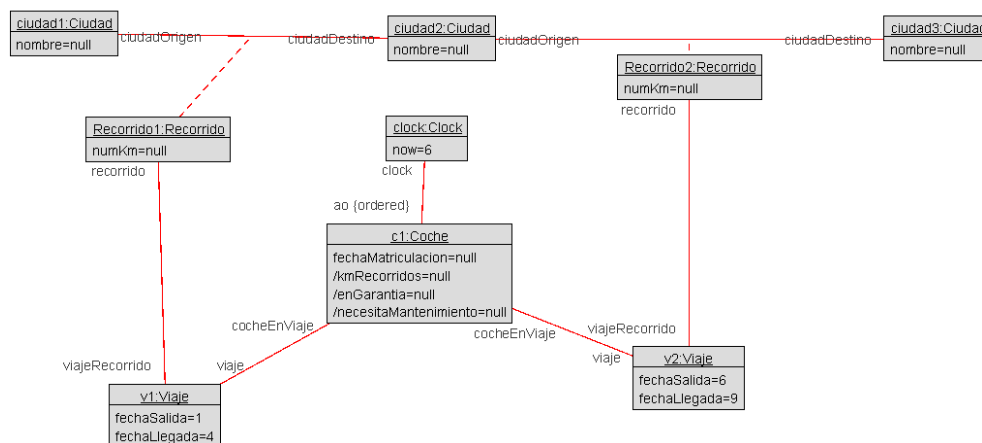 ciudad1:Ciudad
nombre=null
ciudadOrigen
ciudadDestino
ciudad2:Ciudad
nombre=null
ciudadOrigen
ciudadDestino
ciudad3:Ciudad
nombre=null
Recorrido2:Recorrido
numKm=null
recorrido
Recorrido1:Recorrido
numKm=null
recorrido
clock:Clock
now=6
clock
ao {ordered}
c1:Coche
fechaMatriculacion=null
/kmRecorridos=null
/enGarantia=null
/necesitaMantenimiento=null
cocheEnViaje
cocheEnViaje
viajeRecorrido
viaje
viajeRecorrido
viaje
v2:Viaje
fechaSalida=6
fechaLlegada=9
v1:Viaje
fechaSalida=1
fechaLlegada=4